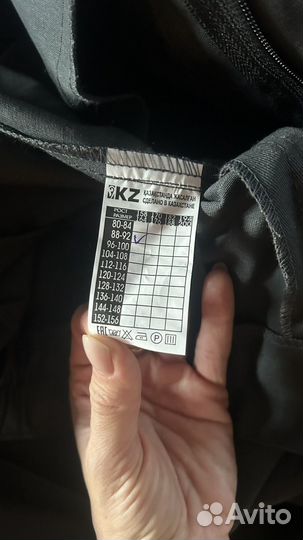 KZ
ҚАЗАҚСТАНДА ЖАСАЛҒАН
СДЕЛАНО В КАЗАХСТАНЕ
РОСТ
РАЗМЕР
80-84
88-92
96-100
104-108
112-116
120-124
128-132
136-140
144-148
152-156
EAC
P
Avito